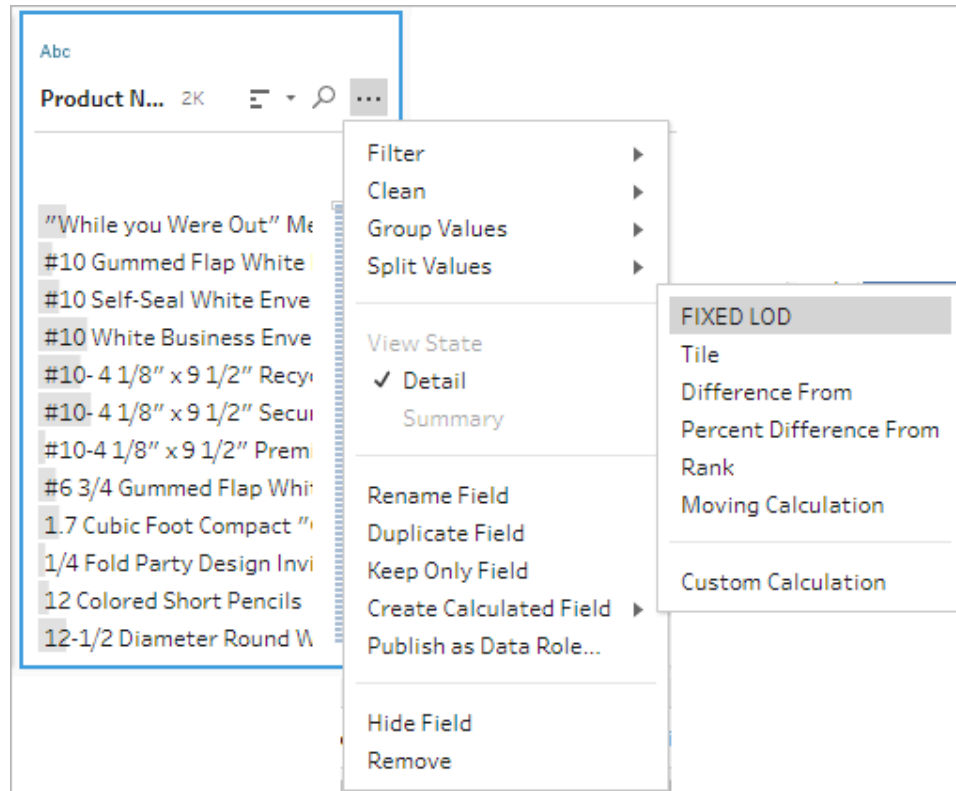 Abc
Product N... 2K
"While you Were Out" Me
#10 Gummed Flap White
#10 Self-Seal White Enve
#10 White Business Enve
#10- 4 1/8" x 9 1/2" Recy
#10- 4 1/8" x 9 1/2" Secur
#10-4 1/8" x 9 1/2" Premi
#6 3/4 Gummed Flap Whit
1.7 Cubic Foot Compact "
1/4 Fold Party Design Invi
12 Colored Short Pencils
12-1/2 Diameter Round W
Filter
Clean
Group Values
Split Values
View State
✓ Detail
Summary
Rename Field
Duplicate Field
Keep Only Field
Create Calculated Field
Publish as Data Role...
Hide Field
Remove
FIXED LOD
Tile
Difference From
Percent Difference From
Rank
Moving Calculation
Custom Calculation